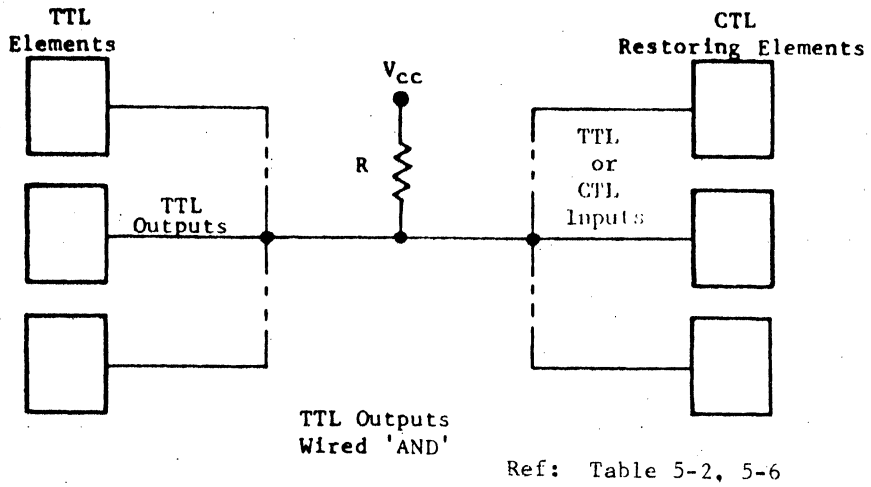 TTL
Elements
CTL
Restoring Elements
Vcc
R
TTL
Outputs
TTL
or
CTL
Inputs
TTL Outputs
Wired 'AND'
Ref: Table 5-2, 5-6